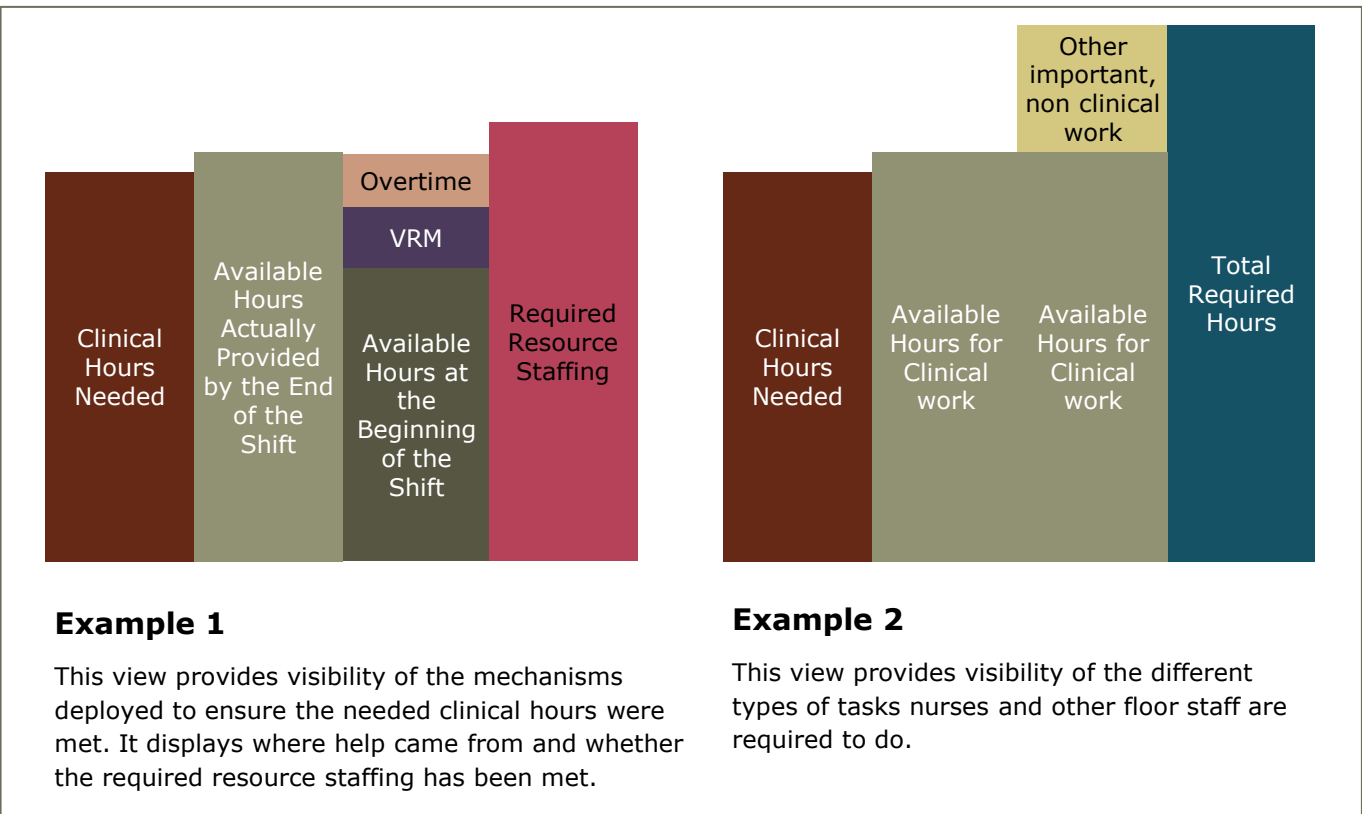 Clinical
Hours
Needed
Available
Hours
Actually
Provided
by the End
of the
Shift
Overtime
VRM
Available
Hours at
the
Beginning
of the
Shift
Required
Resource
Staffing
Example 1
This view provides visibility of the mechanisms
deployed to ensure the needed clinical hours were
met. It displays where help came from and whether
the required resource staffing has been met.
Clinical
Hours
Needed
Available
Hours for
Clinical
work
Other
important,
non clinical
work
Available
Hours for
Clinical
work
Total
Required
Hours
Example 2
This view provides visibility of the different
types of tasks nurses and other floor staff are
required to do.